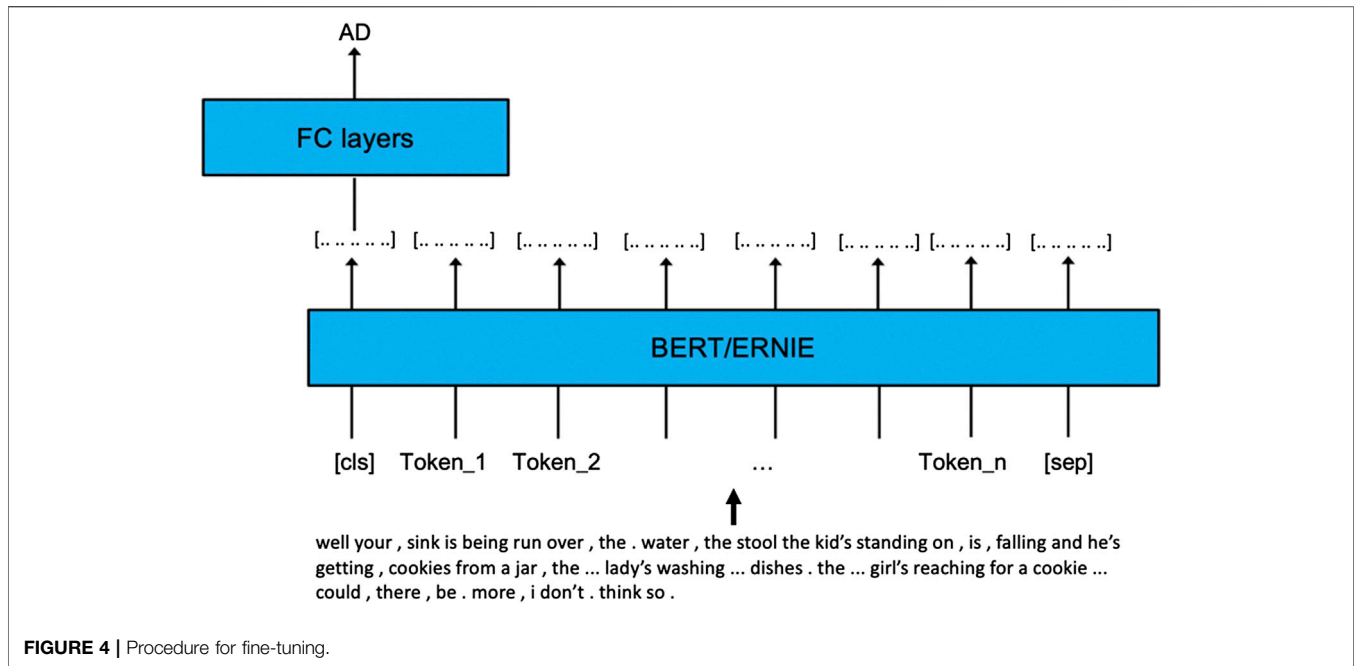 AD
FC layers
[.. .. .. .. ..] [.. .. .. .. ..] [.. .. .. .. ..] [.. .. .. .. ..] [.. .. .. .. ..] [.. .. .. .. ..] [.. .. .. .. ..] [.. .. .. .. ..]
BERT/ERNIE
[cls] Token_1 Token_2 ... Token_n [sep]
well your , sink is being run over , the . water , the stool the kid’s standing on , is , falling and he’s
getting , cookies from a jar , the ... lady’s washing ... dishes . the ... girl’s reaching for a cookie ...
could , there , be . more , i don’t . think so .
FIGURE 4 | Procedure for fine-tuning.